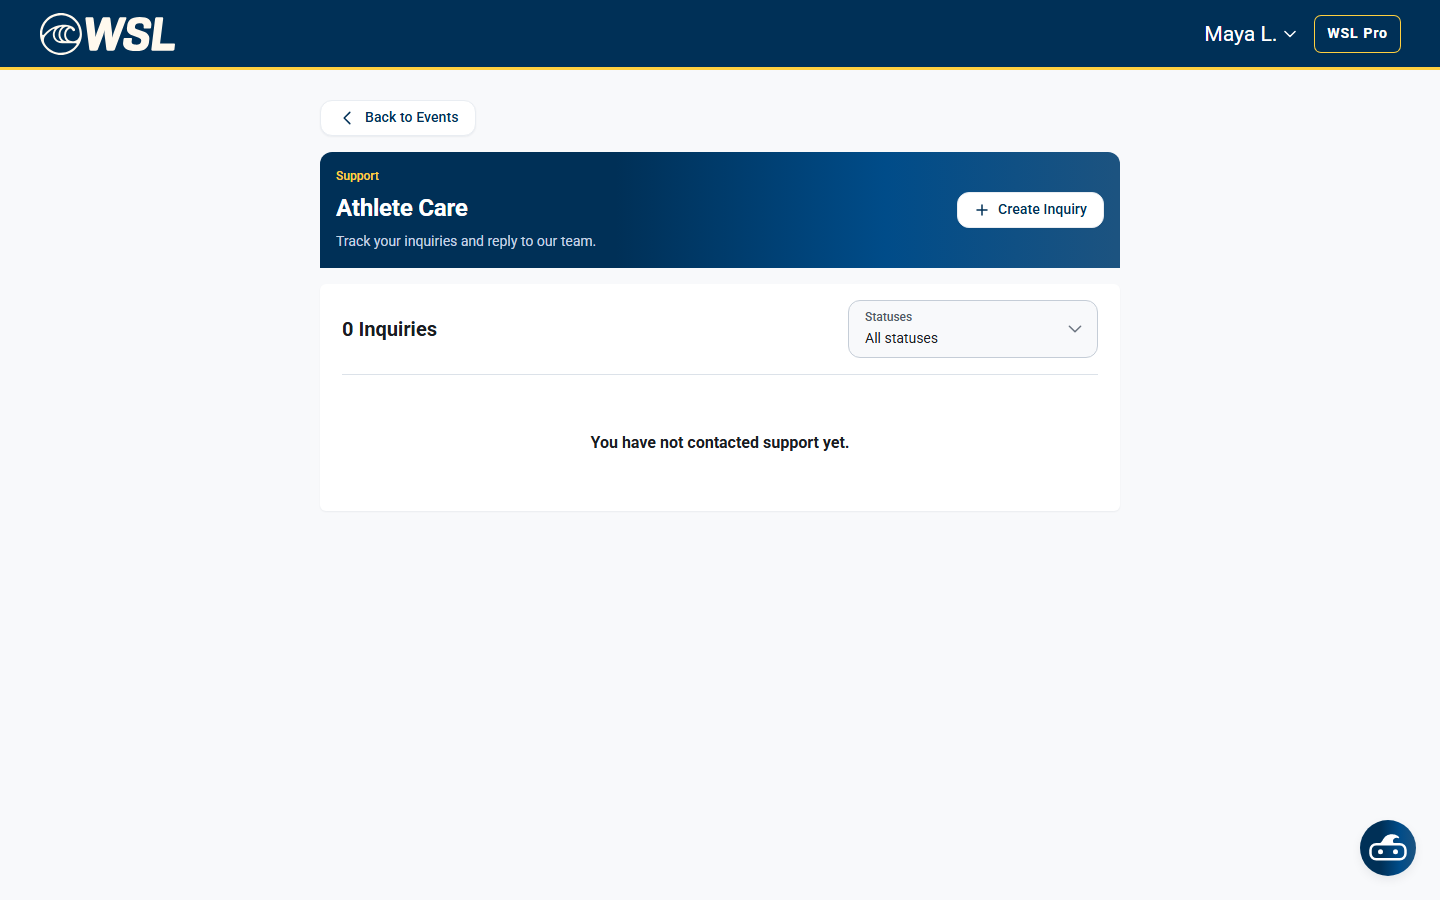 WSL
Maya L.
WSL Pro
Back to Events
Support
Athlete Care
Track your inquiries and reply to our team.
Create Inquiry
0 Inquiries
Statuses
All statuses
You have not contacted support yet.